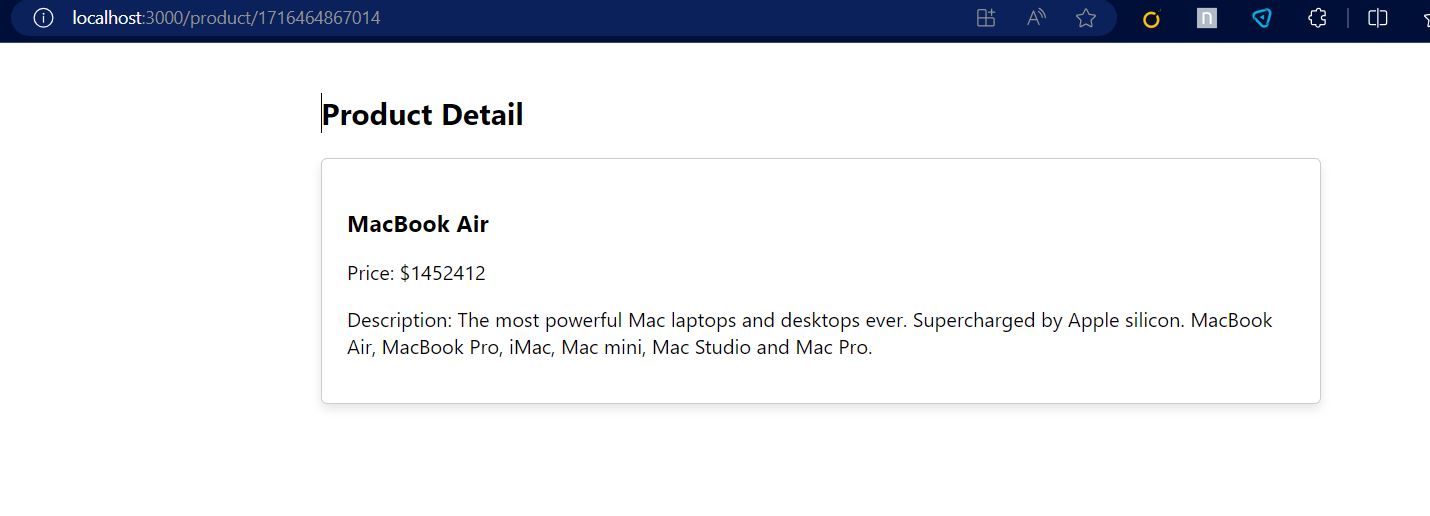 localhost:3000/product/1716464867014
Product Detail
MacBook Air
Price: $1452412
Description: The most powerful Mac laptops and desktops ever. Supercharged by Apple silicon. MacBook
Air, MacBook Pro, iMac, Mac mini, Mac Studio and Mac Pro.